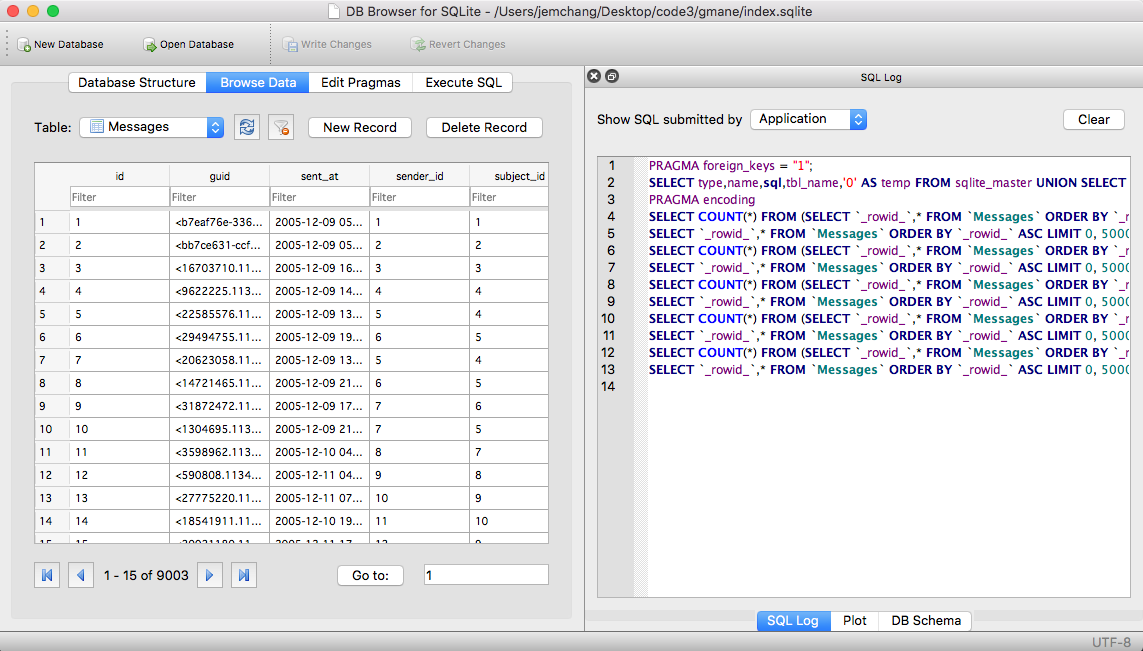 DB Browser for SQLite - /Users/jemchang/Desktop/code3/gmane/index.sqlite
New Database Open Database Write Changes Revert Changes
Database Structure Browse Data Edit Pragmas Execute SQL
Table: Messages New Record Delete Record
id guid sent_at sender_id subject_id
Filter Filter Filter Filter Filter
1 1 <b7eaf76e-336... 2005-12-09 05... 1 1
2 2 <bb7ce631-ccf... 2005-12-09 05... 2 2
3 3 <16703710.11... 2005-12-09 16... 3 3
4 4 <9622225.113... 2005-12-09 14... 4 4
5 5 <22585576.11... 2005-12-09 13... 5 4
6 6 <29494755.11... 2005-12-09 19... 6 5
7 7 <20623058.11... 2005-12-09 13... 5 4
8 8 <14721465.11... 2005-12-09 21... 6 5
9 9 <31872472.11... 2005-12-09 17... 7 6
10 10 <1304695.113... 2005-12-09 21... 7 5
11 11 <3598962.113... 2005-12-10 04... 8 7
12 12 <590808.1134... 2005-12-11 04... 9 8
13 13 <27775220.11... 2005-12-11 07... 10 9
14 14 <18541911.11... 2005-12-10 19... 11 10
1 - 15 of 9003 Go to: 1
SQL Log
Show SQL submitted by Application Clear
1 PRAGMA foreign_keys = "1";
2 SELECT type,name,sql,tbl_name,'0' AS temp FROM sqlite_master UNION SELECT
3 PRAGMA encoding
4 SELECT COUNT(*) FROM (SELECT `_rowid_`,* FROM `Messages` ORDER BY `_r
5 SELECT `_rowid_`,* FROM `Messages` ORDER BY `_rowid_` ASC LIMIT 0, 5000
6 SELECT COUNT(*) FROM (SELECT `_rowid_`,* FROM `Messages` ORDER BY `_r
7 SELECT `_rowid_`,* FROM `Messages` ORDER BY `_rowid_` ASC LIMIT 0, 5000
8 SELECT COUNT(*) FROM (SELECT `_rowid_`,* FROM `Messages` ORDER BY `_r
9 SELECT `_rowid_`,* FROM `Messages` ORDER BY `_rowid_` ASC LIMIT 0, 5000
10 SELECT COUNT(*) FROM (SELECT `_rowid_`,* FROM `Messages` ORDER BY `_r
11 SELECT `_rowid_`,* FROM `Messages` ORDER BY `_rowid_` ASC LIMIT 0, 5000
12 SELECT COUNT(*) FROM (SELECT `_rowid_`,* FROM `Messages` ORDER BY `_r
13 SELECT `_rowid_`,* FROM `Messages` ORDER BY `_rowid_` ASC LIMIT 0, 5000
14
SQL Log Plot DB Schema
UTF-8